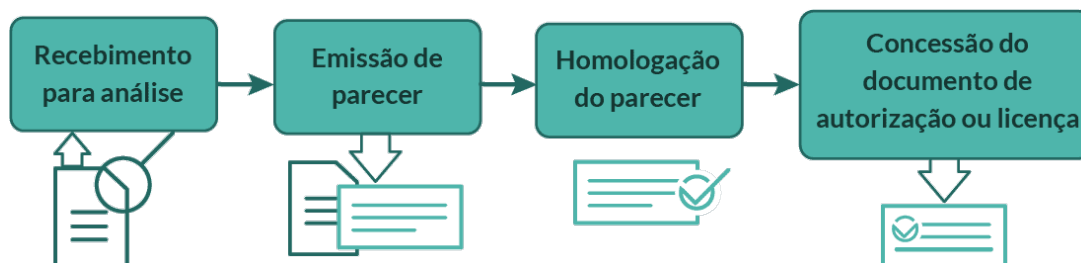 Recebimento
para análise
Emissão de
parecer
Homologação
do parecer
Concessão do
documento de
autorização ou licença